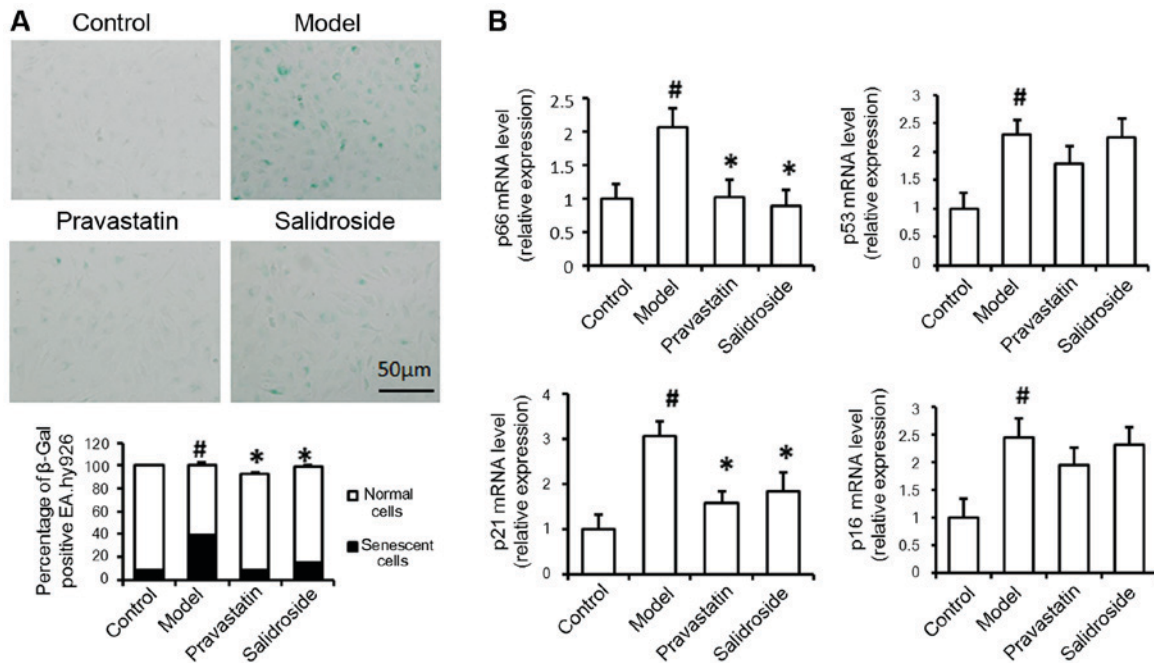 A
Control
Model
Pravastatin
Salidroside
50μm
Percentage of β-Gal
positive EA.hy926
120
100
80
60
40
20
0
#
*
*
Control
Model
Pravastatin
Salidroside
Normal
cells
Senescent
cells
B
p66 mRNA level
(relative expression)
2.5
2
1.5
1
0.5
0
#
*
*
Control
Model
Pravastatin
Salidroside
p53 mRNA level
(relative expression)
3
2.5
2
1.5
1
0.5
0
#
Control
Model
Pravastatin
Salidroside
p21 mRNA level
(relative expression)
4
3
2
1
0
#
*
*
Control
Model
Pravastatin
Salidroside
p16 mRNA level
(relative expression)
3
2.5
2
1.5
1
0.5
0
#
Control
Model
Pravastatin
Salidroside